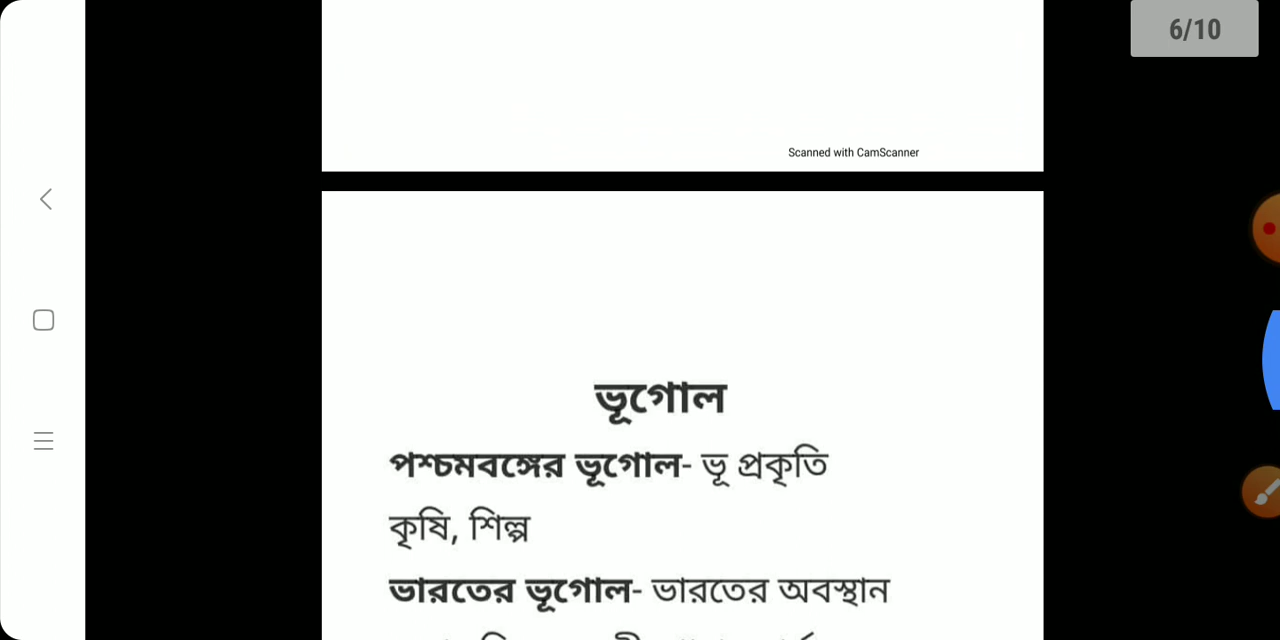 6/10
Scanned with CamScanner
ভূগোল
পশ্চমবঙ্গের ভূগোল- ভূ প্রকৃতি
কৃষি, শিল্প
ভারতের ভূগোল- ভারতের অবস্থান